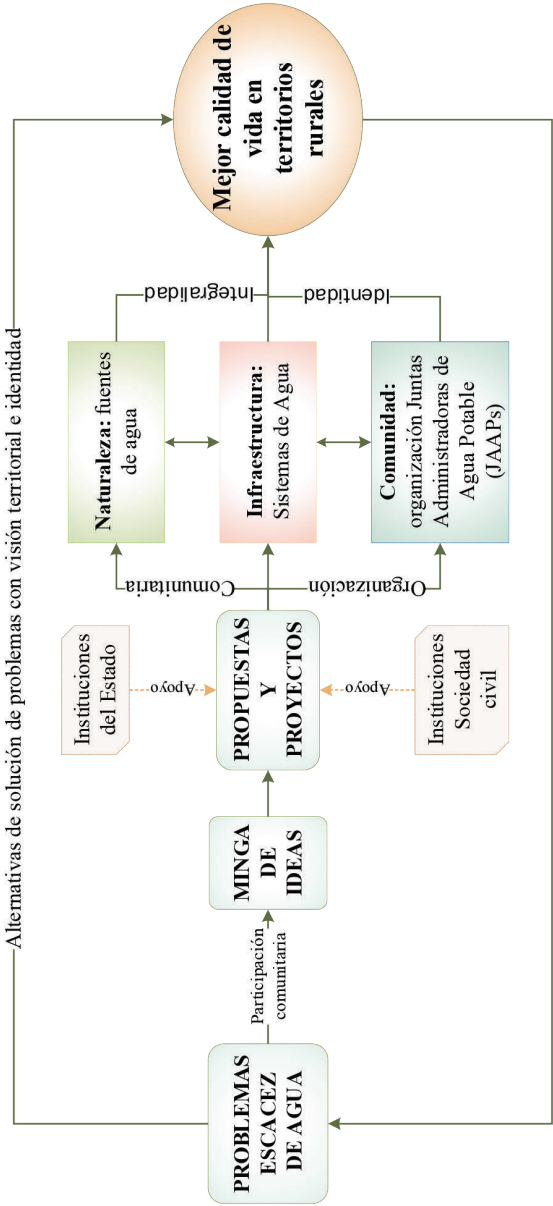 Alternativas de solución de problemas con visión territorial e identidad
PROBLEMAS
ESCACEZ
DE AGUA
Participación
comunitaria
MINGA
DE
IDEAS
Instituciones
del Estado
Apoyo
PROPUESTAS
Y
PROYECTOS
Apoyo
Instituciones
Sociedad
civil
Comunitaria
Organización
Naturaleza: fuentes
de agua
Infraestructura:
Sistemas de Agua
Comunidad:
organización Juntas
Administradoras de
Agua Potable
(JAAPs)
Integralidad
Identidad
Mejor calidad de
vida en
territorios
rurales